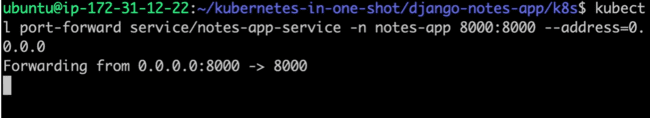 ubuntu@ip-172-31-12-22:~/kubernetes-in-one-shot/django-notes-app/k8s$ kubect
l port-forward service/notes-app-service -n notes-app 8000:8000 --address=0.
0.0.0
Forwarding from 0.0.0.0:8000 -> 8000